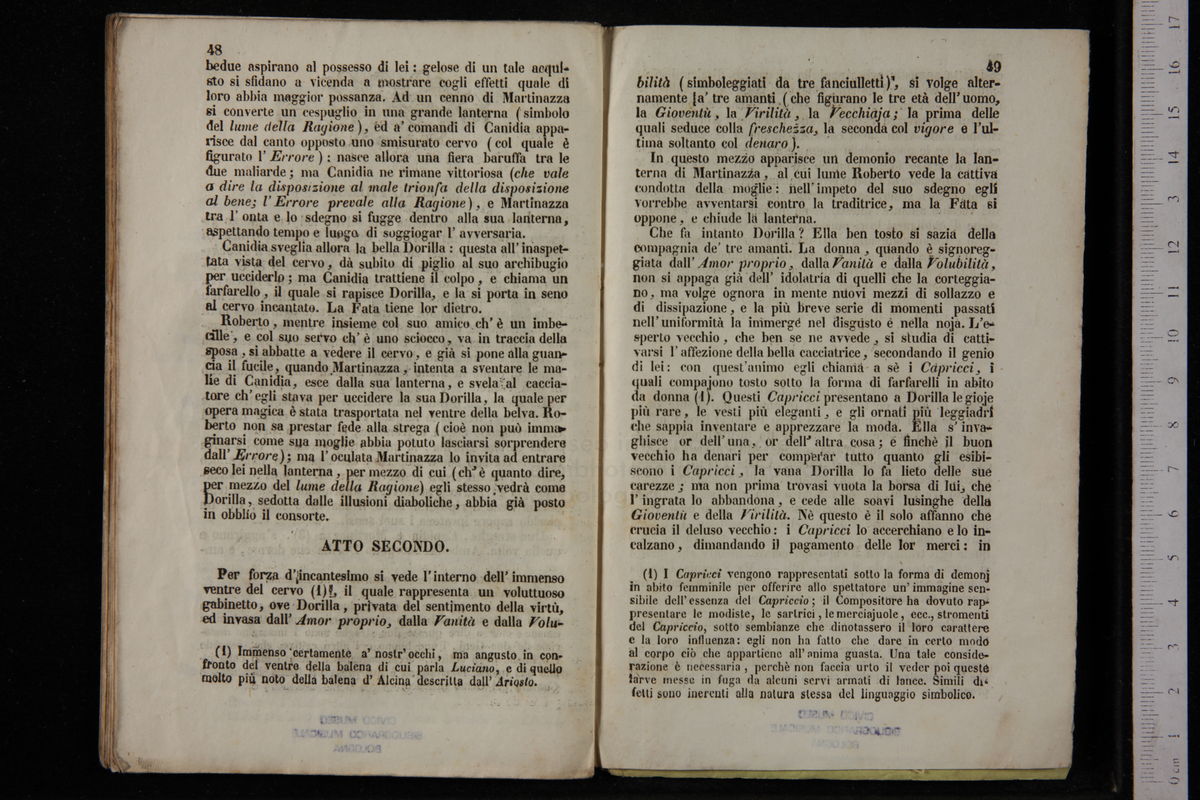 48
bedue aspirano al possesso di lei : gelose di un tale acqui-
sto si sfidano a vicenda a mostrare cogli effetti quale di
loro abbia maggior possanza. Ad un cenno di Martinazza
si converte un cespuglio in una grande lanterna (simbolo
del lume della Ragione), ed a' comandi di Canidia appa-
risce dal canto opposto uno smisurato cervo (col quale è
figurato l'Errore) : nasce allora una fiera baruffa tra le
due maliarde; ma Canidia ne rimane vittoriosa (che vale
a dire la disposizione al male trionfa della disposizione
al bene; l'Errore prevale alla Ragione), e Martinazza
tra l'onta e lo sdegno si fugge dentro alla sua lanterna,
aspettando tempo e luogo di soggiogar l'avversaria.
Canidia sveglia allora la bella Dorilla : questa all'inaspet-
tata vista del cervo, dà subito di piglio al suo archibugio
per ucciderlo; ma Canidia trattiene il colpo, e chiama un
farfarello, il quale si rapisce Dorilla, e la si porta in seno
al cervo incantato. La Fata tiene lor dietro.
Roberto, mentre insieme col suo amico ch'è un imbe-
cille, e col suo servo ch'è uno sciocco, va in traccia della
sposa, si abbatte a vedere il cervo, e già si pone alla guan-
cia il fucile, quando Martinazza, intenta a sventare le ma-
lie di Canidia, esce dalla sua lanterna, e svela al caccia-
tore ch'egli stava per uccidere la sua Dorilla, la quale per
opera magica è stata trasportata nel ventre della belva. Ro-
berto non sa prestar fede alla strega (cioè non può imma-
ginarsi come sua moglie abbia potuto lasciarsi sorprendere
dall'Errore); ma l'oculata Martinazza lo invita ad entrare
seco lei nella lanterna, per mezzo di cui (ch'è quanto dire,
per mezzo del lume della Ragione) egli stesso vedrà come
Dorilla, sedotta dalle illusioni diaboliche, abbia già posto
in obblio il consorte.
ATTO SECONDO.
Per forza d'incantesimo si vede l'interno dell'immenso
ventre del cervo (1), il quale rappresenta un voluttuoso
gabinetto, ove Dorilla, privata del sentimento della virtù,
ed invasa dall'Amor proprio, dalla Vanità e dalla Volu-
(1) Immenso certamente a' nostr'occhi, ma angusto in con-
fronto del ventre della balena di cui parla Luciano, e di quello
molto più noto della balena d'Alcina descritta dall'Ariosto.
49
bilità (simboleggiati da tre fanciulletti), si volge alter-
namente a' tre amanti (che figurano le tre età dell'uomo,
la Gioventù, la Virilità, la Vecchiaja; la prima delle
quali seduce colla freschezza, la seconda col vigore e l'ul-
tima soltanto col denaro).
In questo mezzo apparisce un demonio recante la lan-
terna di Martinazza, al cui lume Roberto vede la cattiva
condotta della moglie : nell'impeto del suo sdegno egli
vorrebbe avventarsi contro la traditrice, ma la Fata si
oppone, e chiude la lanterna.
Che fa intanto Dorilla? Ella ben tosto si sazia della
compagnia de' tre amanti. La donna, quando è signoreg-
giata dall'Amor proprio, dalla Vanità e dalla Volubilità,
non si appaga già dell'idolatria di quelli che la corteggia-
no, ma volge ognora in mente nuovi mezzi di sollazzo e
di dissipazione, e la più breve serie di momenti passati
nell'uniformità la immerge nel disgusto e nella noja. L'e-
sperto vecchio, che ben se ne avvede, si studia di catti-
varsi l'affezione della bella cacciatrice, secondando il genio
di lei : con quest'animo egli chiama a sè i Capricci, i
quali compajono tosto sotto la forma di farfarelli in abito
da donna (1). Questi Capricci presentano a Dorilla le gioje
più rare, le vesti più eleganti, e gli ornati più leggiadri
che sappia inventare e apprezzare la moda. Ella s'inva-
ghisce or dell'una, or dell'altra cosa; e finchè il buon
vecchio ha denari per comperar tutto quanto gli esibi-
scono i Capricci, la vana Dorilla lo fa lieto delle sue
carezze; ma non prima trovasi vuota la borsa di lui, che
l'ingrata lo abbandona, e cede alle soavi lusinghe della
Gioventù e della Virilità. Nè questo è il solo affanno che
crucia il deluso vecchio : i Capricci lo accerchiano e lo in-
calzano, dimandando il pagamento delle lor merci : in
(1) I Capricci vengono rappresentati sotto la forma di demonj
in abito femminile per offerire allo spettatore un'immagine sen-
sibile dell'essenza del Capriccio; il Compositore ha dovuto rap-
presentare le modiste, le sartrici, le merciajuole, ecc., stromenti
del Capriccio, sotto sembianze che dinotassero il loro carattere
e la loro influenza: egli non ha fatto che dare in certo modo
al corpo ciò che appartiene all'anima guasta. Una tale conside-
razione è necessaria, perchè non faccia urto il veder poi queste
larve messe in fuga da alcuni servi armati di lance. Simili di-
fetti sono inerenti alla natura stessa del linguaggio simbolico.
CIVICO MUSEO
BIBLIOGRAFICO MUSICALE
BOLOGNA
CIVICO MUSEO
BIBLIOGRAFICO MUSICALE
BOLOGNA
0 cm 1 2 3 4 5 6 7 8 9 10 11 12 13 14 15 16 17